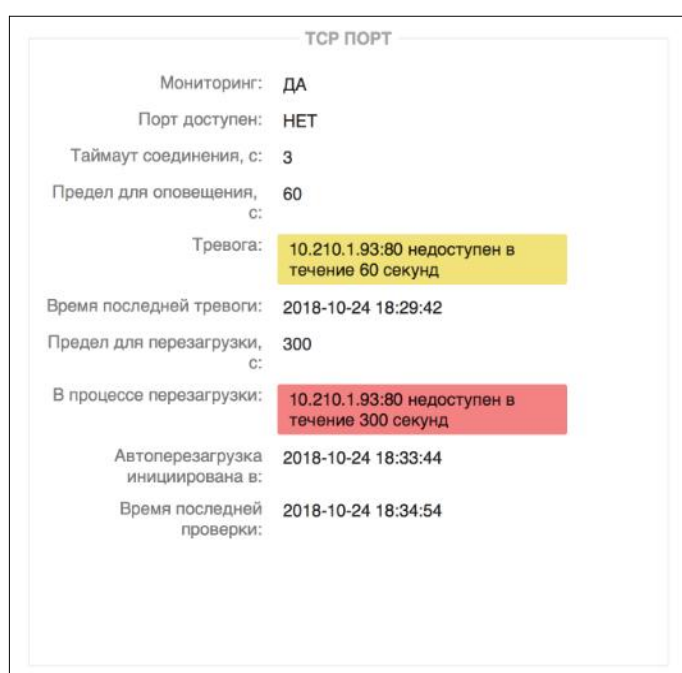 TCP ПОРТ
Мониторинг: ДА
Порт доступен: НЕТ
Таймаут соединения, с: 3
Предел для оповещения, 60
с:
Тревога: 10.210.1.93:80 недоступен в
течение 60 секунд
Время последней тревоги: 2018-10-24 18:29:42
Предел для перезагрузки, 300
с:
В процессе перезагрузки: 10.210.1.93:80 недоступен в
течение 300 секунд
Автоперезагрузка 2018-10-24 18:33:44
инициирована в:
Время последней 2018-10-24 18:34:54
проверки: